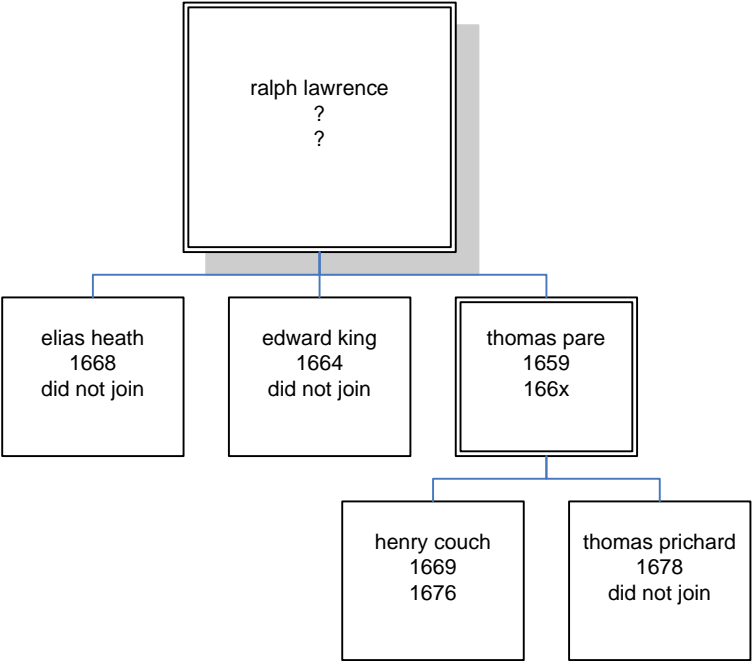 ralph lawrence
?
?
elias heath
1668
did not join
edward king
1664
did not join
thomas pare
1659
166x
henry couch
1669
1676
thomas prichard
1678
did not join